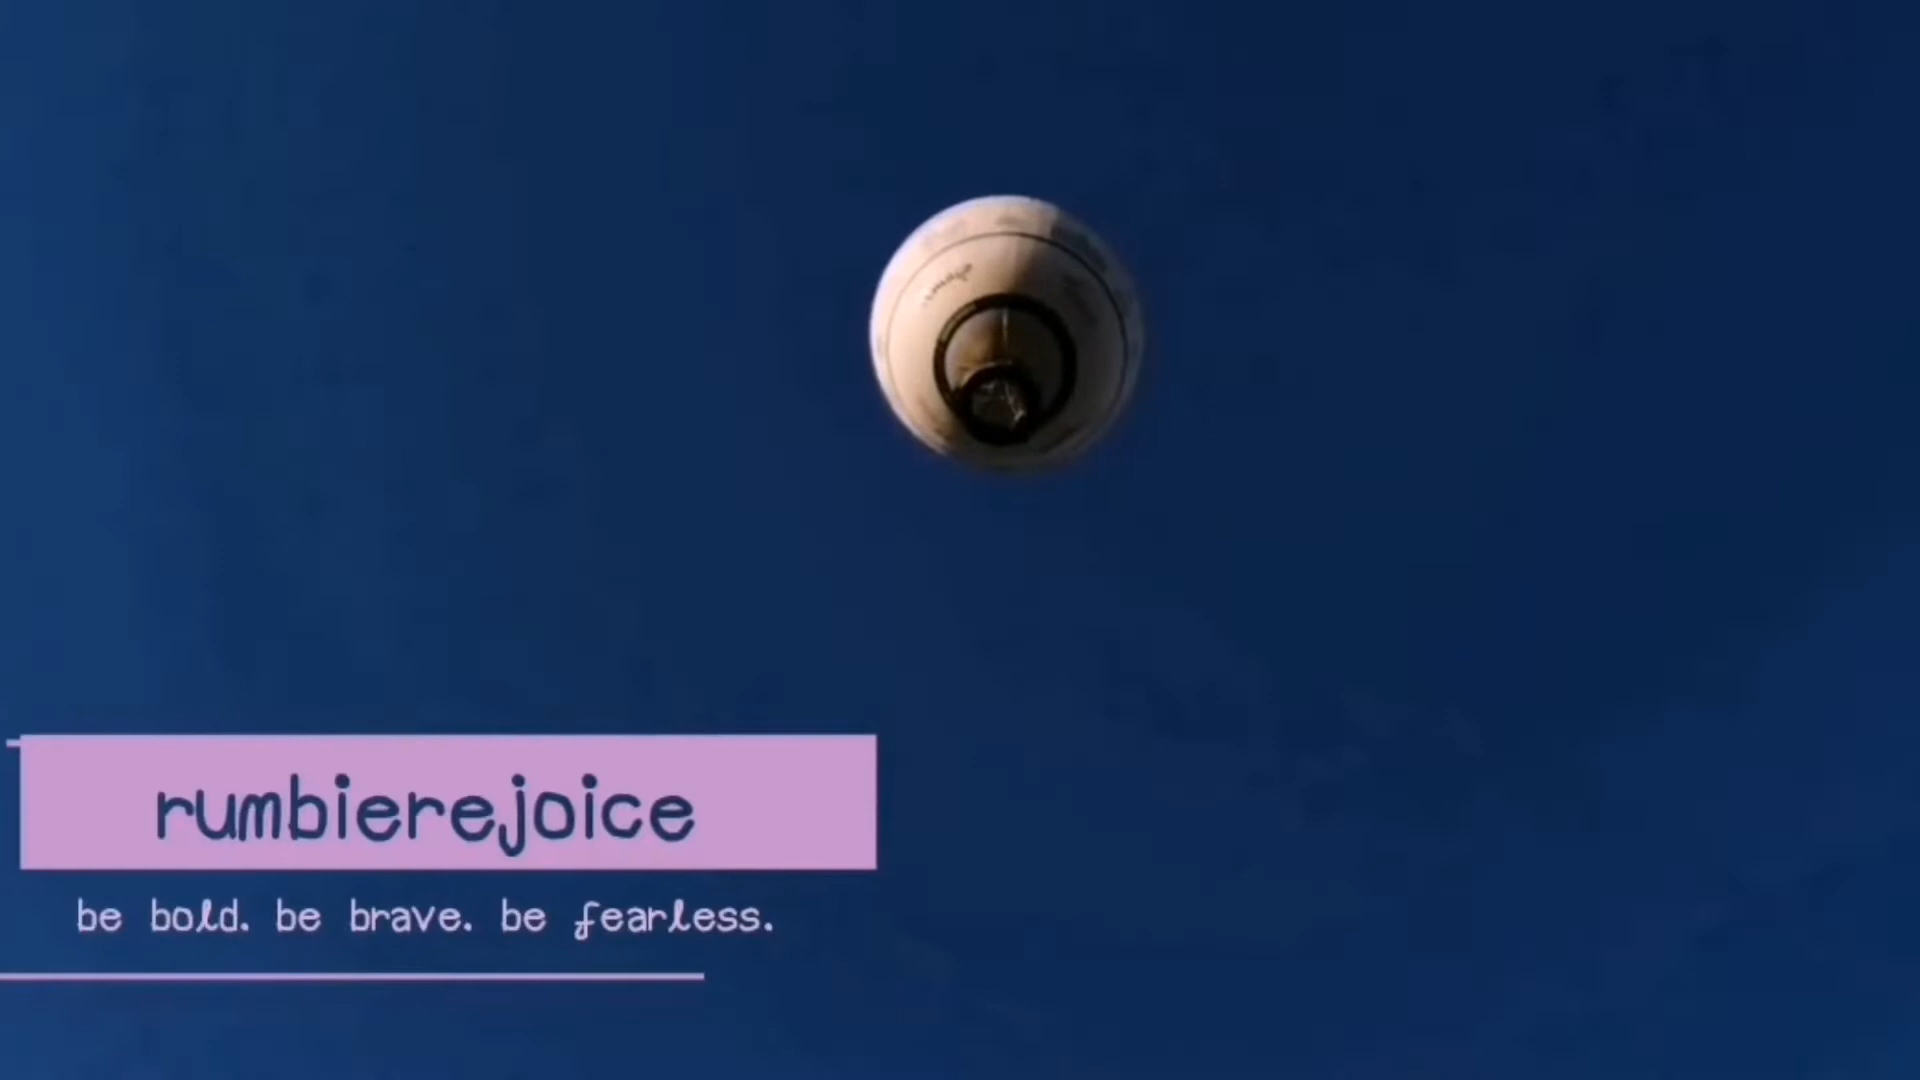 rumbierejoice
be bold. be brave. be fearless.